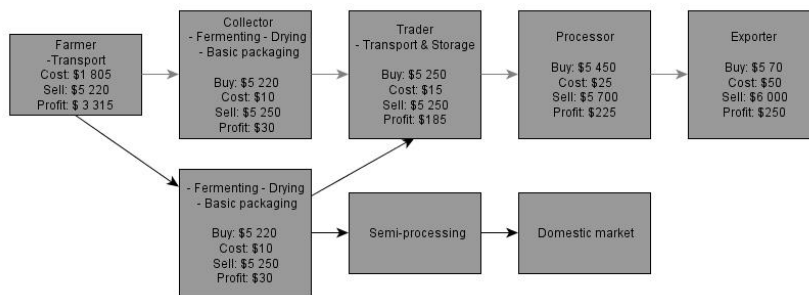 Farmer
-Transport
Cost: $1 805
Sell: $5 220
Profit: $ 3 315
Collector
- Fermenting - Drying
- Basic packaging
Buy: $5 220
Cost: $10
Sell: $5 250
Profit: $30
Trader
- Transport & Storage
Buy: $5 250
Cost: $15
Sell: $5 250
Profit: $185
Processor
Buy: $5 450
Cost: $25
Sell: $5 700
Profit: $225
Exporter
Buy: $5 70
Cost: $50
Sell: $6 000
Profit: $250
- Fermenting - Drying
- Basic packaging
Buy: $5 220
Cost: $10
Sell: $5 250
Profit: $30
Semi-processing
Domestic market